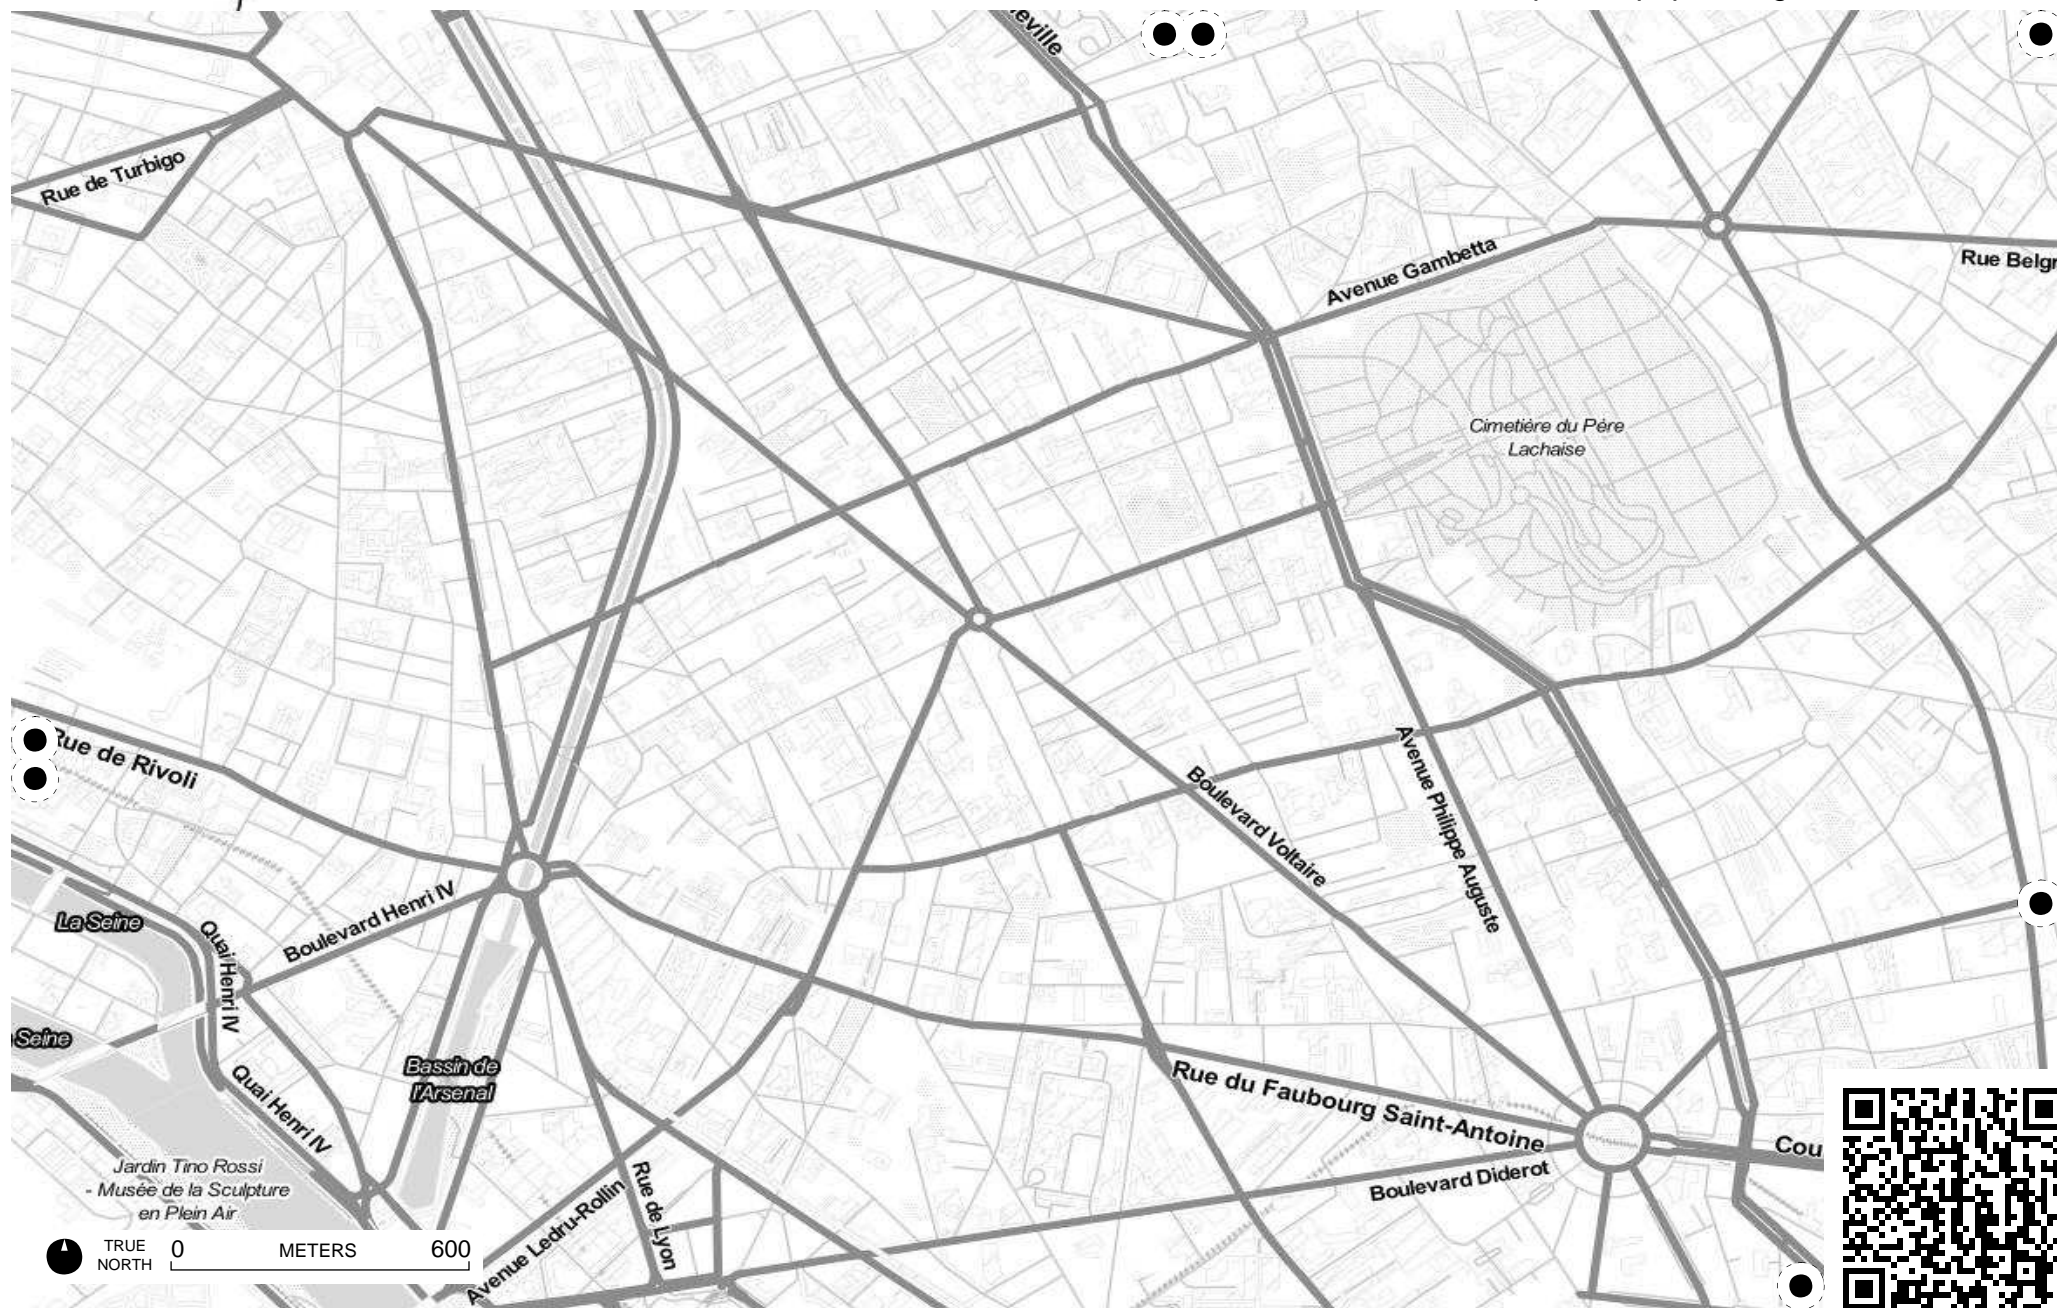 eville
Rue de Turbigo
Avenue Gambetta
Rue Belgr
Cimetière du Père
Lachaise
Rue de Rivoli
Avenue Philippe Auguste
Boulevard Voltaire
La Seine
Quai Henri IV
Boulevard Henri IV
Seine
Bassin de
l'Arsenal
Quai Henri IV
Rue du Faubourg Saint-Antoine
Cou
Boulevard Diderot
Jardin Tino Rossi
- Musée de la Sculpture
en Plein Air
Avenue Ledru-Rollin
Rue de Lyon
TRUE
NORTH
0 METERS 600